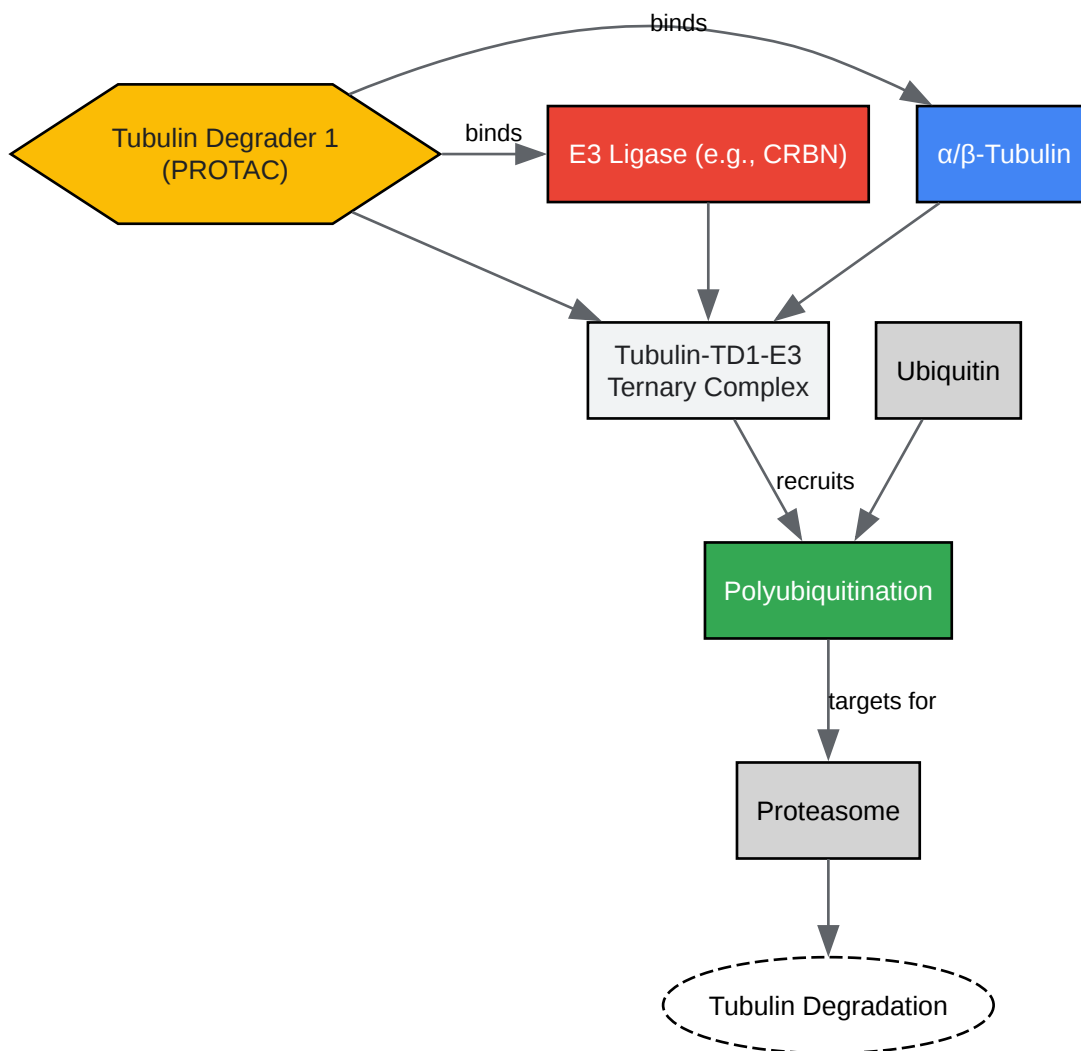 binds
Tubulin Degrader 1
(PROTAC)
binds
E3 Ligase (e.g., CRBN)
α/β-Tubulin
Tubulin-TD1-E3
Ternary Complex
Ubiquitin
recruits
Polyubiquitination
targets for
Proteasome
Tubulin Degradation